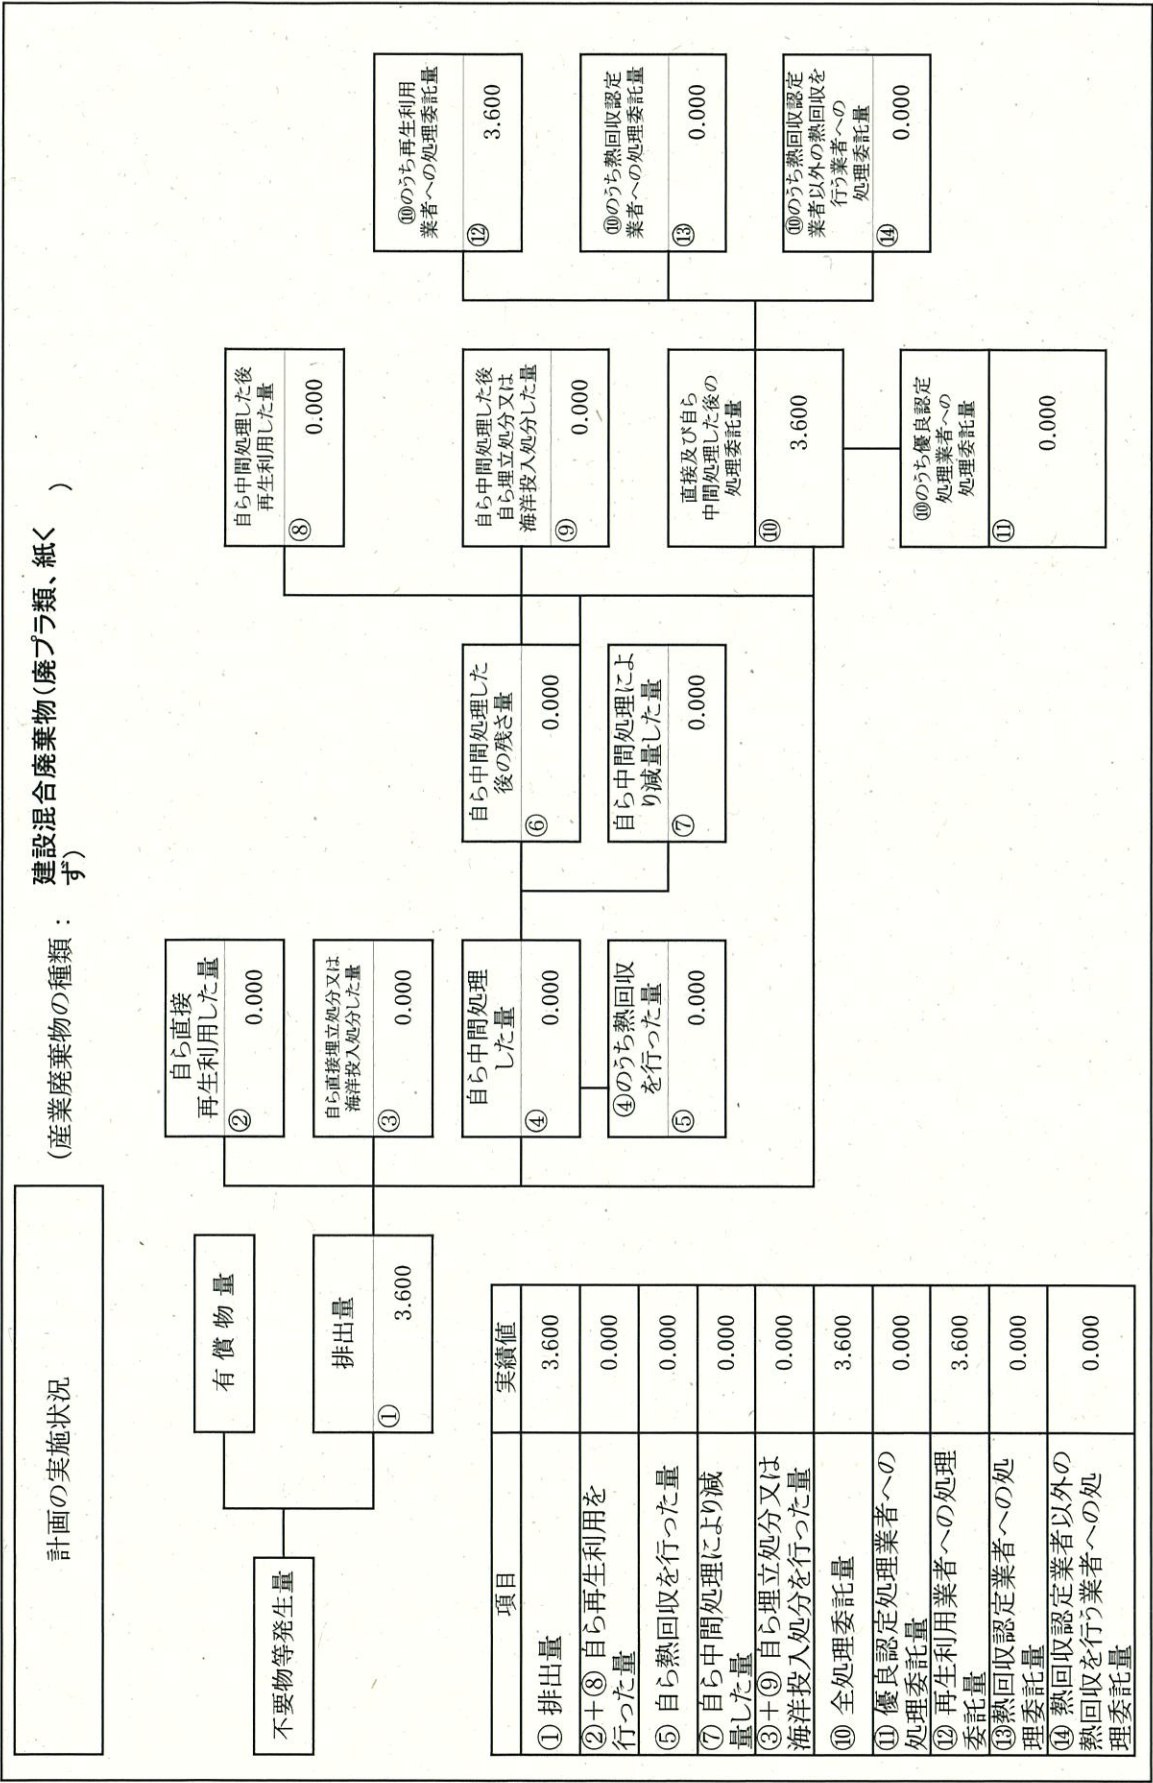 計画の実施状況
（産業廃棄物の種類：
建設混合廃棄物（廃プラ類、紙く
ず）
）
不要物等発生量
有 償 物 量
排出量
①
3.600
自ら直接
再生利用した量
②
0.000
自ら直接埋立処分又は
海洋投入処分した量
③
0.000
自ら中間処理
した量
④
0.000
④のうち熱回収
を行った量
⑤
0.000
自ら中間処理した
後の残さ量
⑥
0.000
自ら中間処理によ
り減量した量
⑦
0.000
自ら中間処理した後
再生利用した量
⑧
0.000
自ら中間処理した後
自ら埋立処分又は
海洋投入処分した量
⑨
0.000
直接及び自ら
中間処理した後の
処理委託量
⑩
3.600
⑩のうち優良認定
処理業者への
処理委託量
⑪
0.000
⑩のうち再生利用
業者への処理委託量
⑫
3.600
⑩のうち熱回収認定
業者への処理委託量
⑬
0.000
⑩のうち熱回収認定
業者以外の熱回収を
行う業者への
処理委託量
⑭
0.000
項目 実績値
① 排出量 3.600
②＋⑧ 自ら再生利用を
行った量 0.000
⑤ 自ら熱回収を行った量 0.000
⑦ 自ら中間処理により減
量した量 0.000
③＋⑨ 自ら埋立処分又は
海洋投入処分を行った量 0.000
⑩ 全処理委託量 3.600
⑪ 優良認定処理業者への
処理委託量 0.000
⑫ 再生利用業者への処理
委託量 3.600
⑬熱回収認定業者への処
理委託量 0.000
⑭ 熱回収認定業者以外の
熱回収を行う業者への処
理委託量 0.000